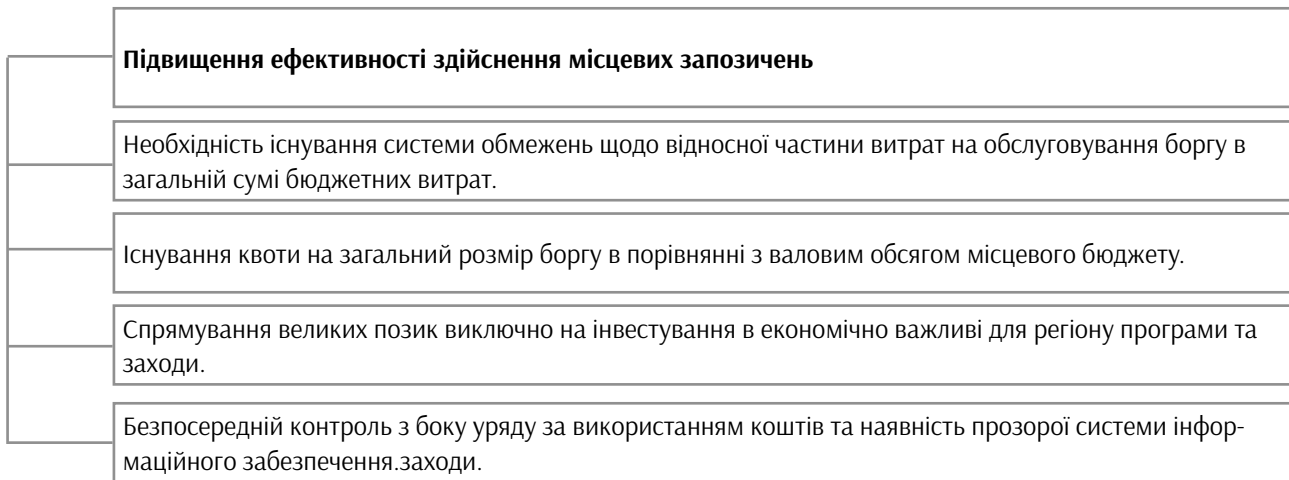 Підвищення ефективності здійснення місцевих запозичень
Необхідність існування системи обмежень щодо відносної частини витрат на обслуговування боргу в
загальній сумі бюджетних витрат.
Існування квоти на загальний розмір боргу в порівнянні з валовим обсягом місцевого бюджету.
Спрямування великих позик виключно на інвестування в економічно важливі для регіону програми та
заходи.
Безпосередній контроль з боку уряду за використанням коштів та наявність прозорої системи інфор-
маційного забезпечення.заходи.